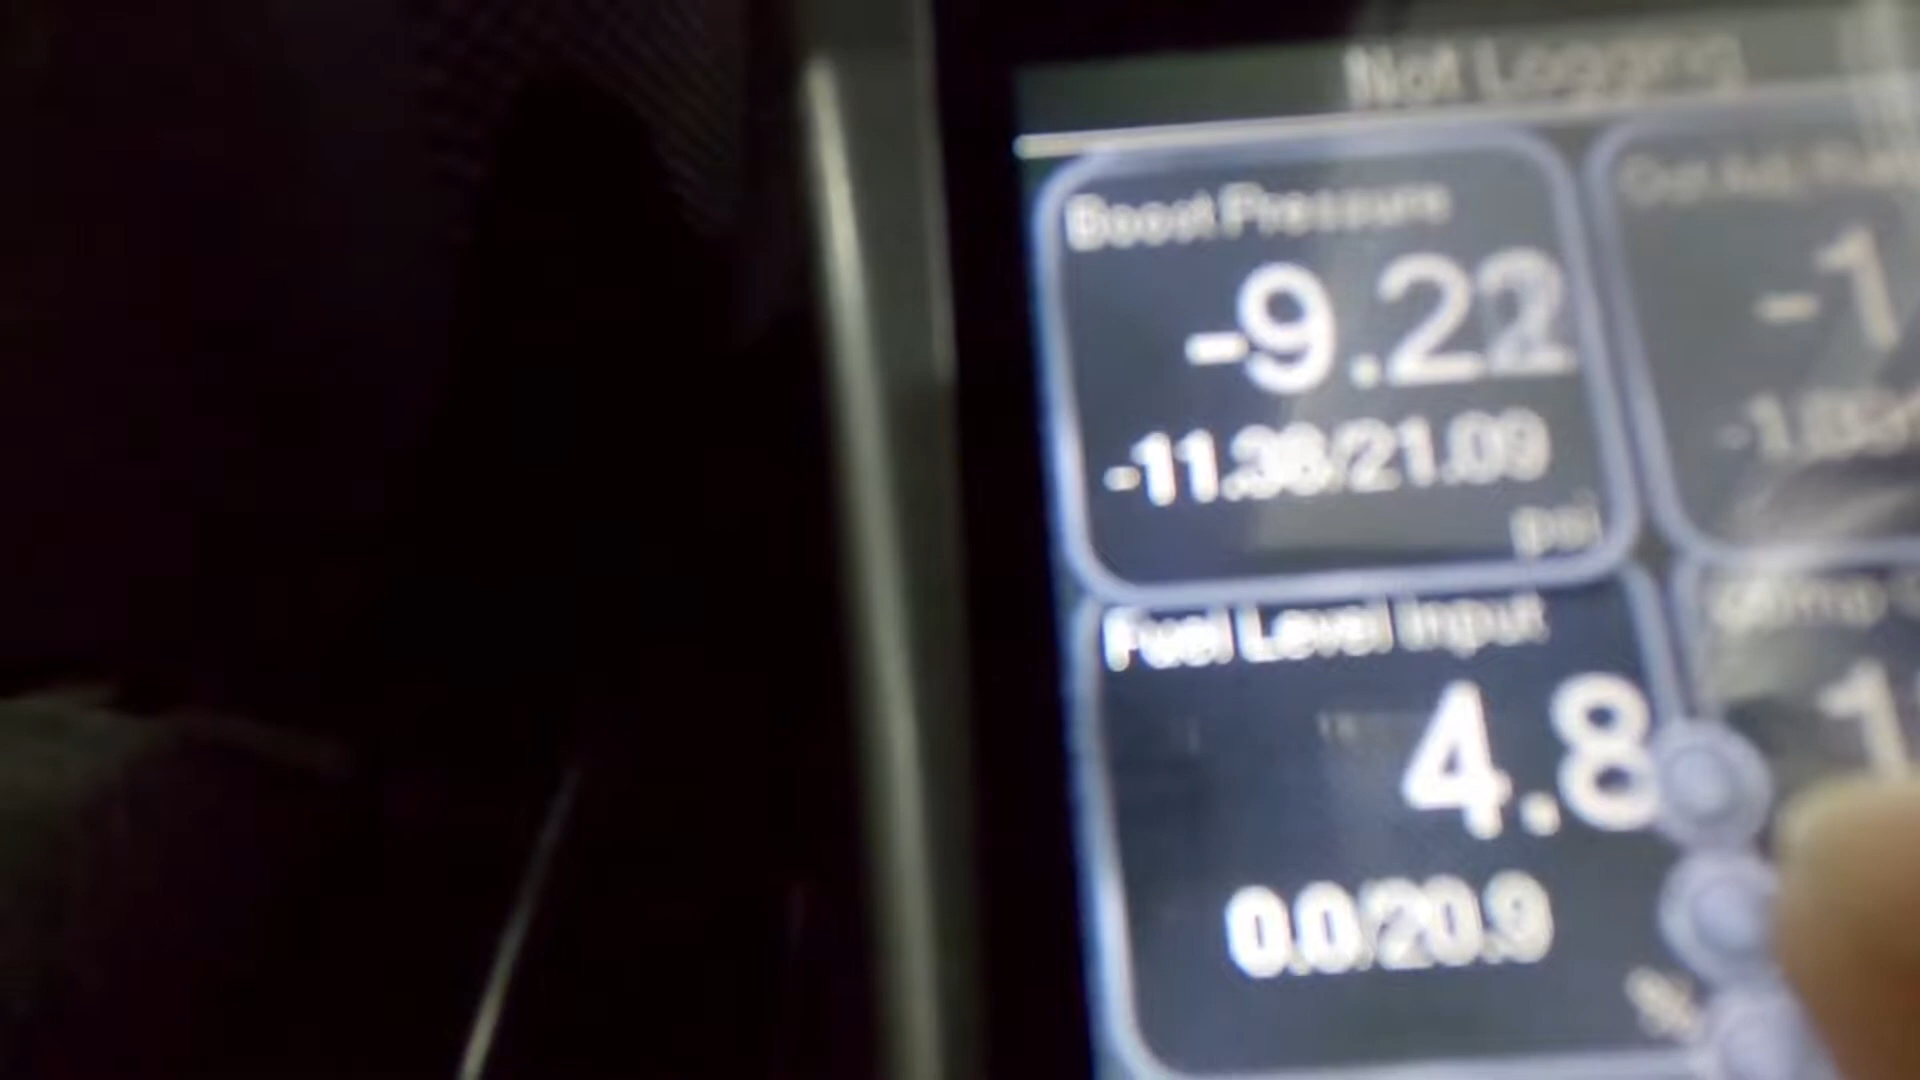 Not Logging
Boost Pressure
-9.22
-11.36/21.09
psi
Fuel Level Input
4.8
0.0/20.9
%
-1